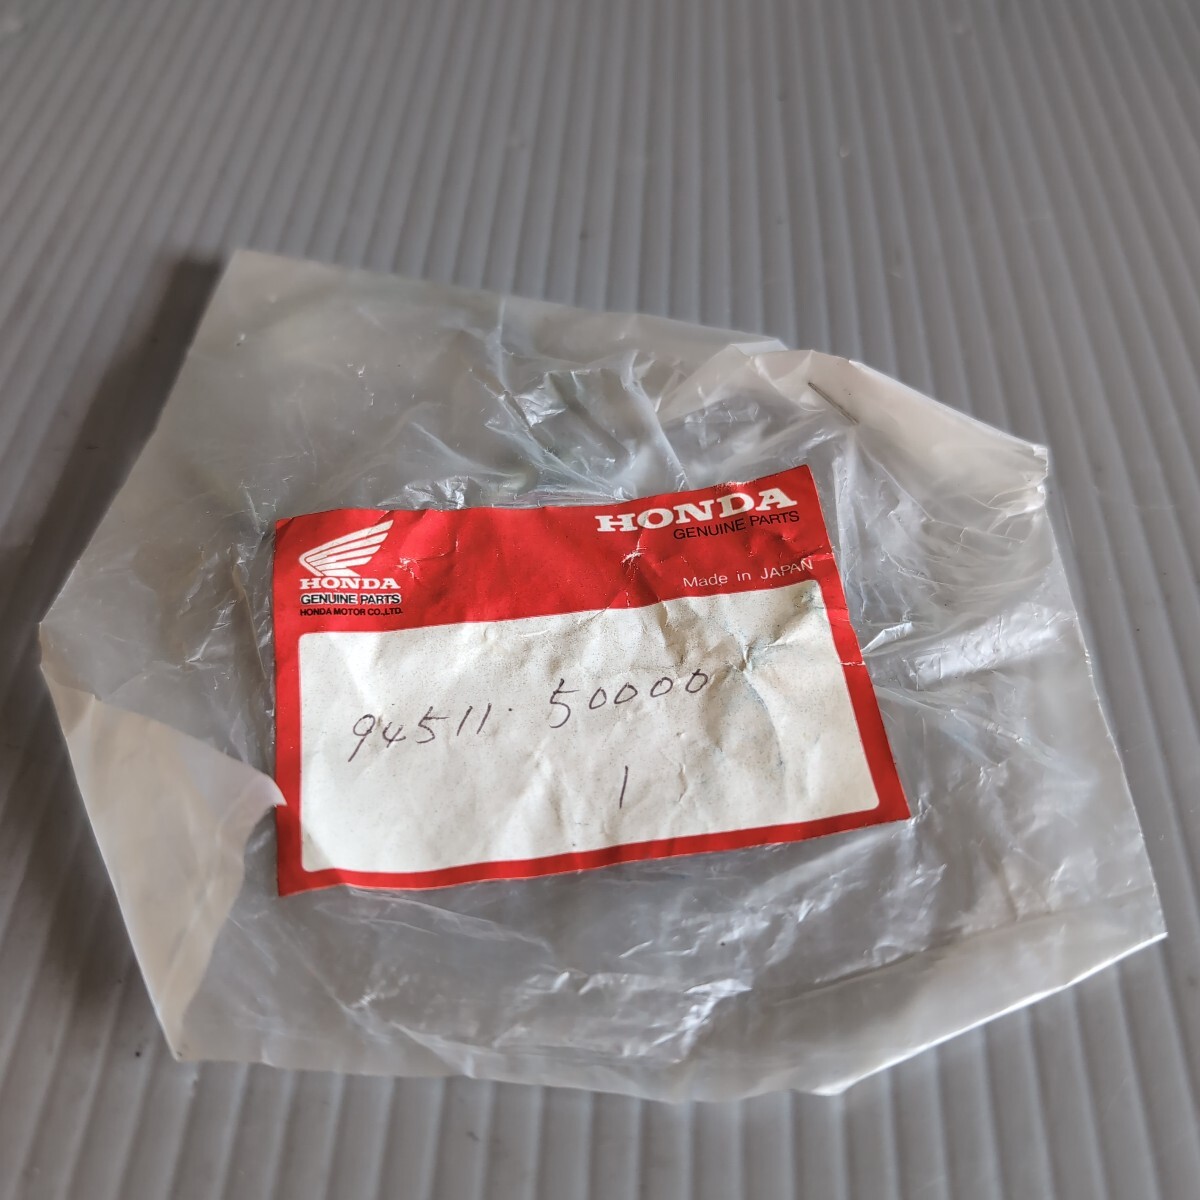 HONDA
GENUINE PARTS
HONDA MOTOR CO.,LTD.
HONDA
GENUINE PARTS
Made in JAPAN
94511-50000
1